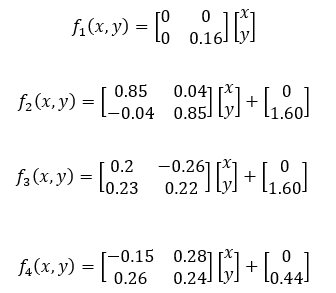 f₁(x, y) = [0 0; 0 0.16] [x; y]
f₂(x, y) = [0.85 0.04; −0.04 0.85] [x; y] + [0; 1.60]
f₃(x, y) = [0.2 −0.26; 0.23 0.22] [x; y] + [0; 1.60]
f₄(x, y) = [−0.15 0.28; 0.26 0.24] [x; y] + [0; 0.44]